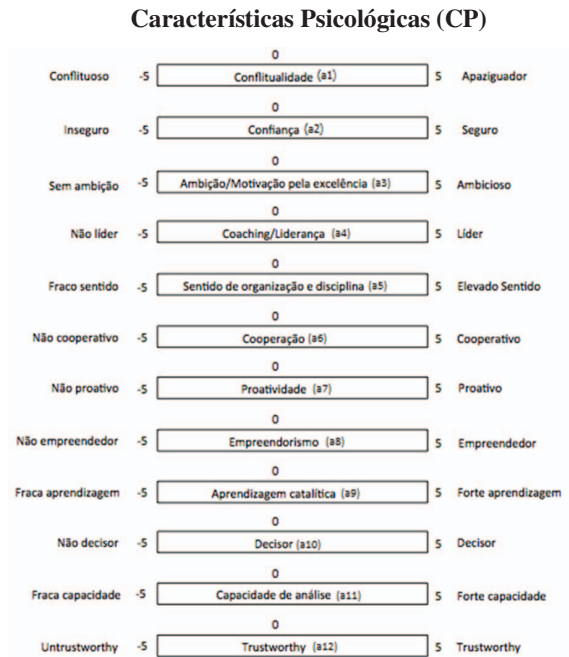 Características Psicológicas (CP)
0
Conflituoso -5 Conflitualidade (a1) 5 Apaziguador
0
Inseguro -5 Confiança (a2) 5 Seguro
0
Sem ambição -5 Ambição/Motivação pela excelência (a3) 5 Ambicioso
0
Não líder -5 Coaching/Liderança (a4) 5 Líder
0
Fraco sentido -5 Sentido de organização e disciplina (a5) 5 Elevado Sentido
0
Não cooperativo -5 Cooperação (a6) 5 Cooperativo
0
Não proativo -5 Proatividade (a7) 5 Proativo
0
Não empreendedor -5 Empreendorismo (a8) 5 Empreendedor
0
Fraca aprendizagem -5 Aprendizagem catalítica (a9) 5 Forte aprendizagem
0
Não decisor -5 Decisor (a10) 5 Decisor
0
Fraca capacidade -5 Capacidade de análise (a11) 5 Forte capacidade
0
Untrustworthy -5 Trustworthy (a12) 5 Trustworthy